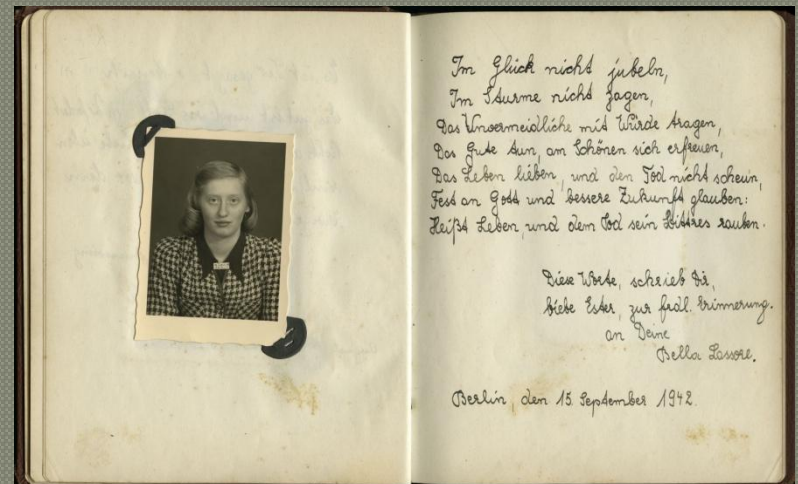 Im Glück nicht jubeln,
Im Sturme nicht zagen,
Das Unvermeidliche mit Würde tragen,
Das Gute tun, am Schönen sich erfreuen,
Das Leben lieben, und den Tod nicht scheun,
Fest an Gott und bessere Zukunft glauben:
Heißt Leben, und dem Tod sein Bittres rauben.
Diese Worte, schrieb Dir,
liebe Ester, zur frdl. Erinnerung.
an Deine
Bella Lassore.
Berlin, den 15. September 1942.